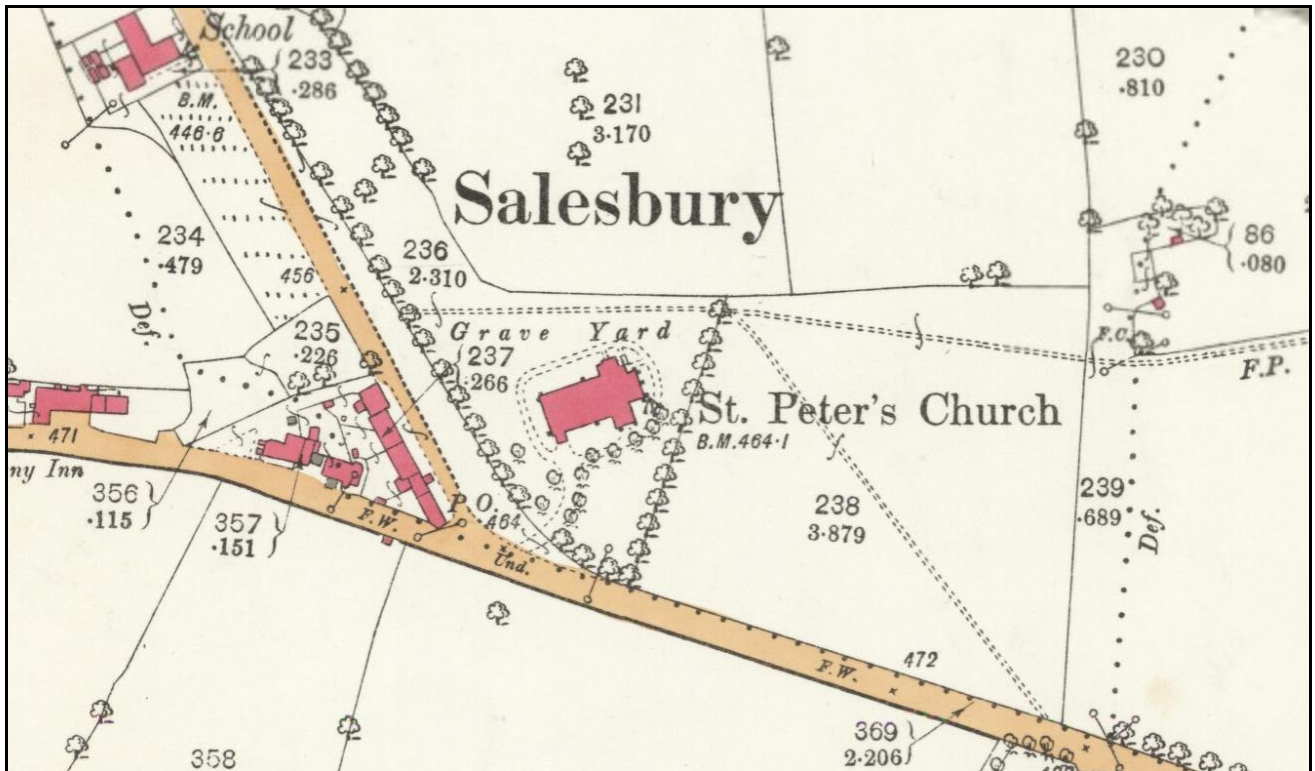 School
233
·286
B.M.
446·6
231
3·170
230
·810
Salesbury
234
·479
236
2·310
86
·080
456
Def.
235
·226
Grave Yard
237
·266
F.P.
St. Peter's Church
B.M.464·1
471
ny Inn
356
·115
357
·151
F.W.
P.O.
464
Und.
238
3·879
239
·689
Def.
F.W.
472
369
2·206
358